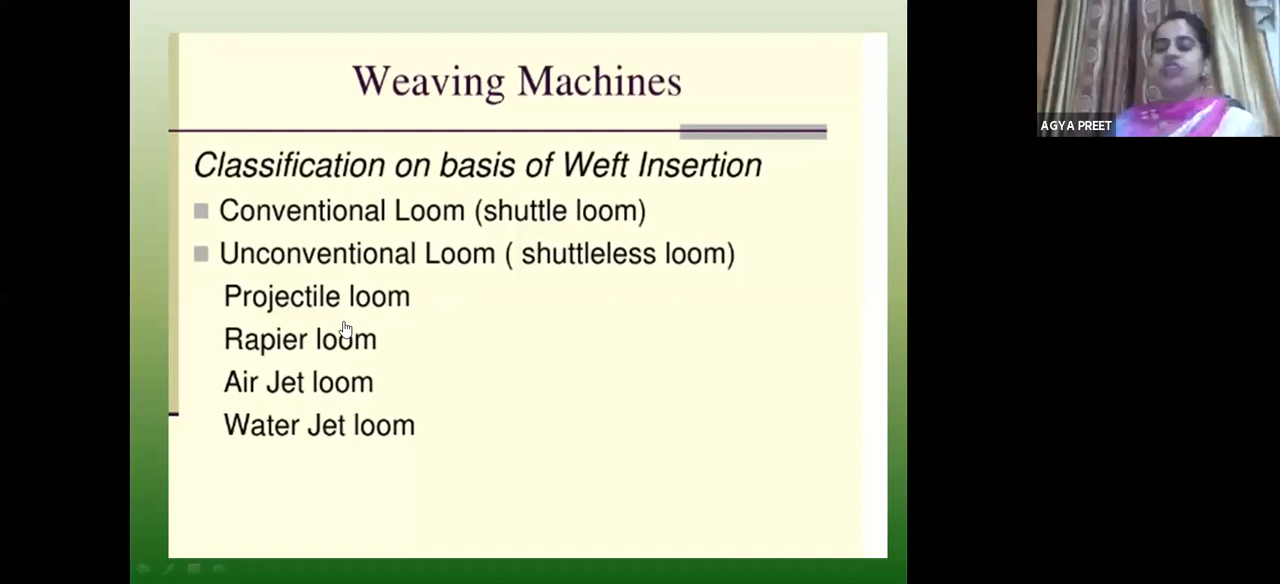 Weaving Machines
Classification on basis of Weft Insertion
Conventional Loom (shuttle loom)
Unconventional Loom ( shuttleless loom)
Projectile loom
Rapier loom
Air Jet loom
Water Jet loom
AGYA PREET